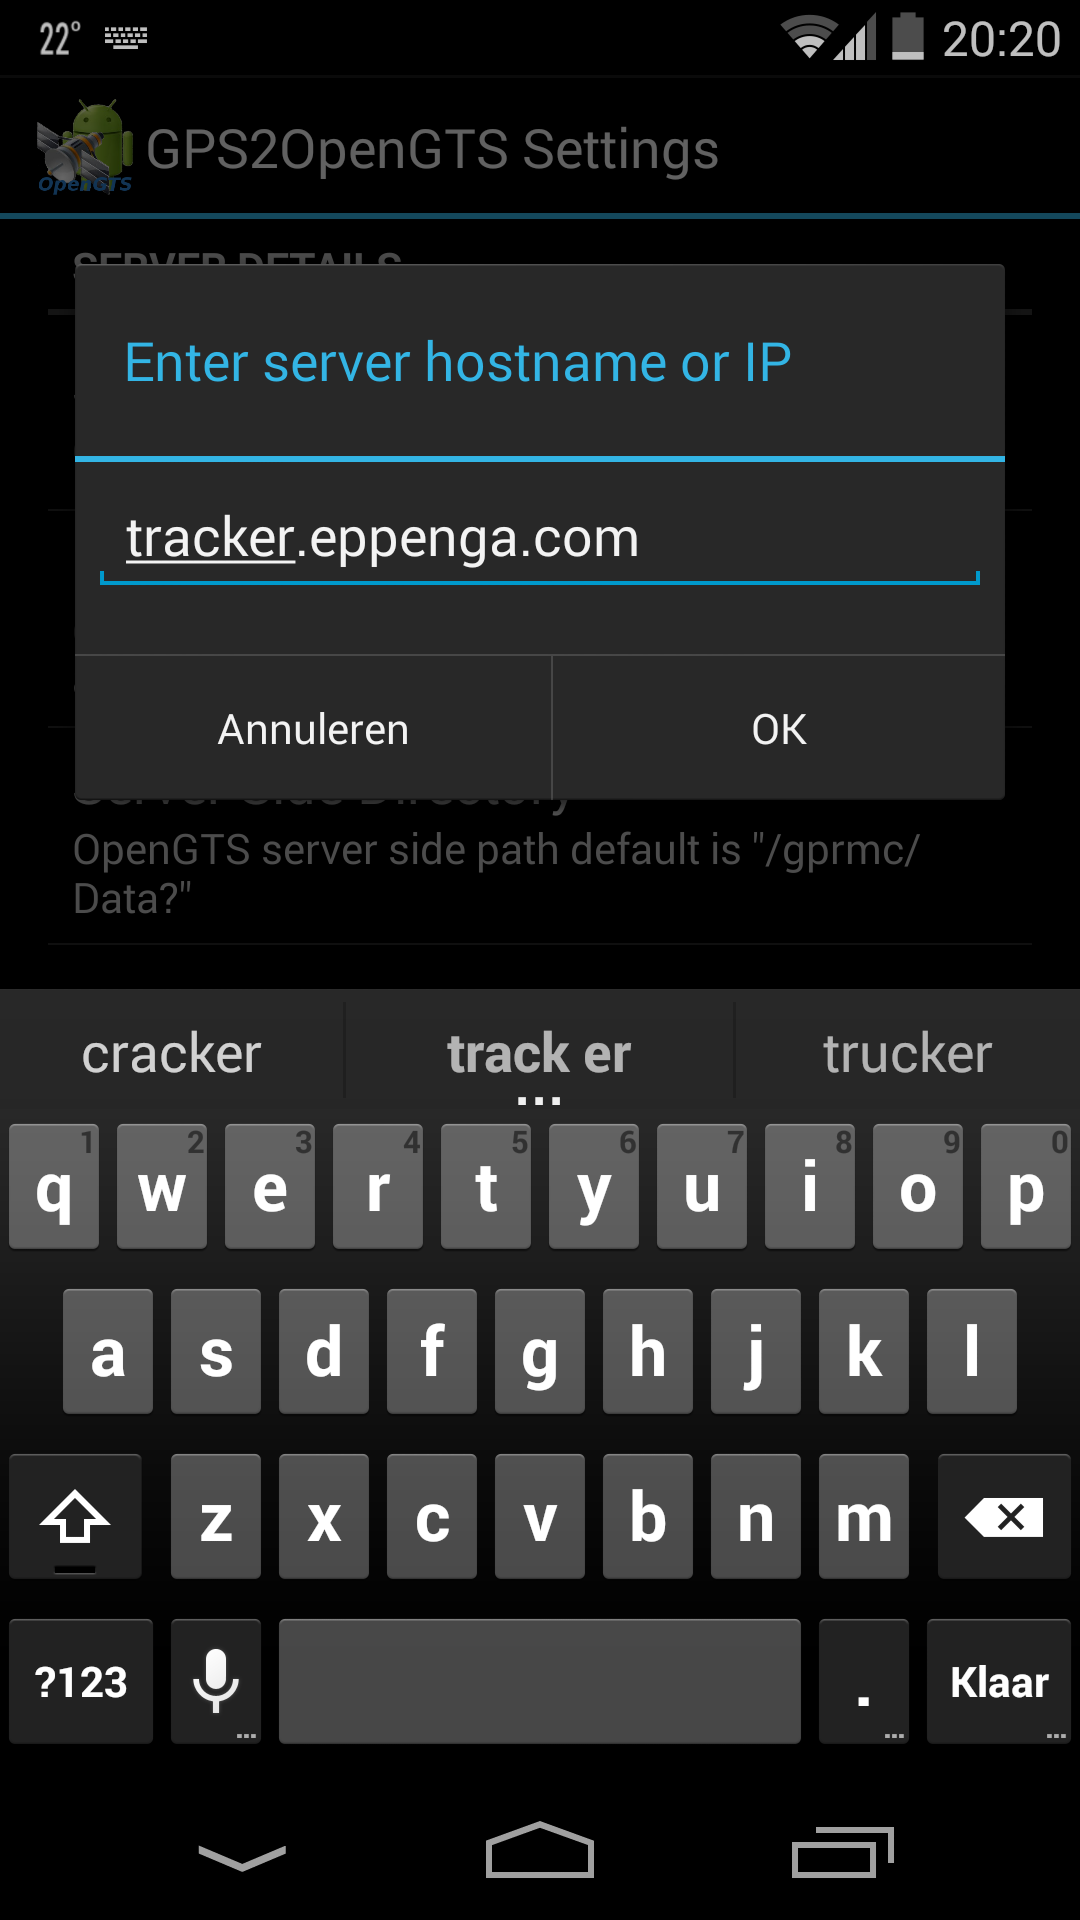 22°
20:20
OpenGTS
GPS2OpenGTS Settings
SERVER DETAILS
Enter server hostname or IP
tracker.eppenga.com
Annuleren OK
Server Side Directory
OpenGTS server side path default is "/gprmc/
Data?"
cracker track er trucker
...
1 2 3 4 5 6 7 8 9 0
q w e r t y u i o p
a s d f g h j k l
z x c v b n m
?123 . Klaar